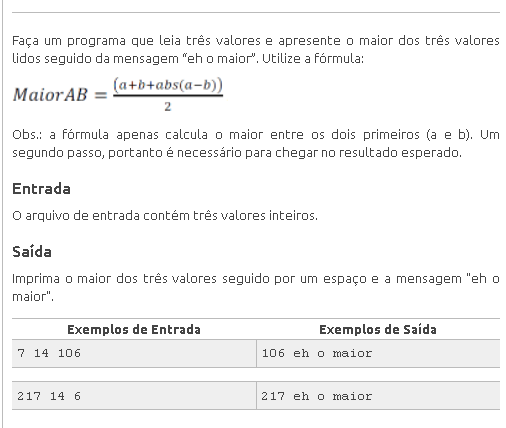 Faça um programa que leia três valores e apresente o maior dos três valores
lidos seguido da mensagem “eh o maior”. Utilize a fórmula:
MaiorAB = (a+b+abs(a−b))
2
Obs.: a fórmula apenas calcula o maior entre os dois primeiros (a e b). Um
segundo passo, portanto é necessário para chegar no resultado esperado.
Entrada
O arquivo de entrada contém três valores inteiros.
Saída
Imprima o maior dos três valores seguido por um espaço e a mensagem "eh o
maior".
Exemplos de Entrada Exemplos de Saída
7 14 106 106 eh o maior
217 14 6 217 eh o maior